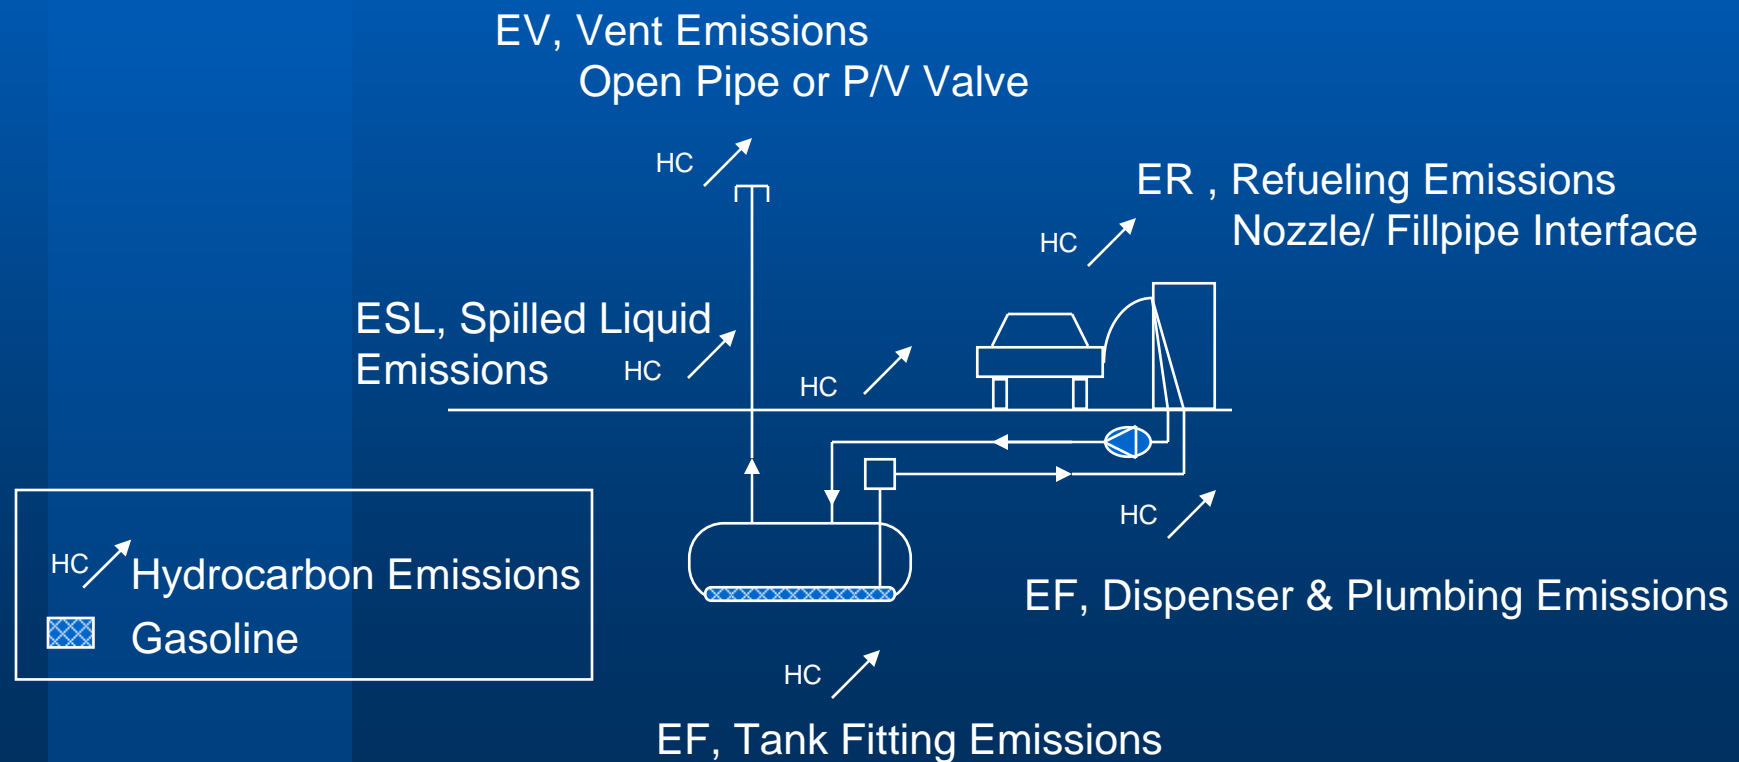 EV, Vent Emissions
Open Pipe or P/V Valve
HC
ER , Refueling Emissions
Nozzle/ Fillpipe Interface
HC
ESL, Spilled Liquid
Emissions
HC
HC
HC
HC
Hydrocarbon Emissions
Gasoline
EF, Dispenser & Plumbing Emissions
HC
EF, Tank Fitting Emissions